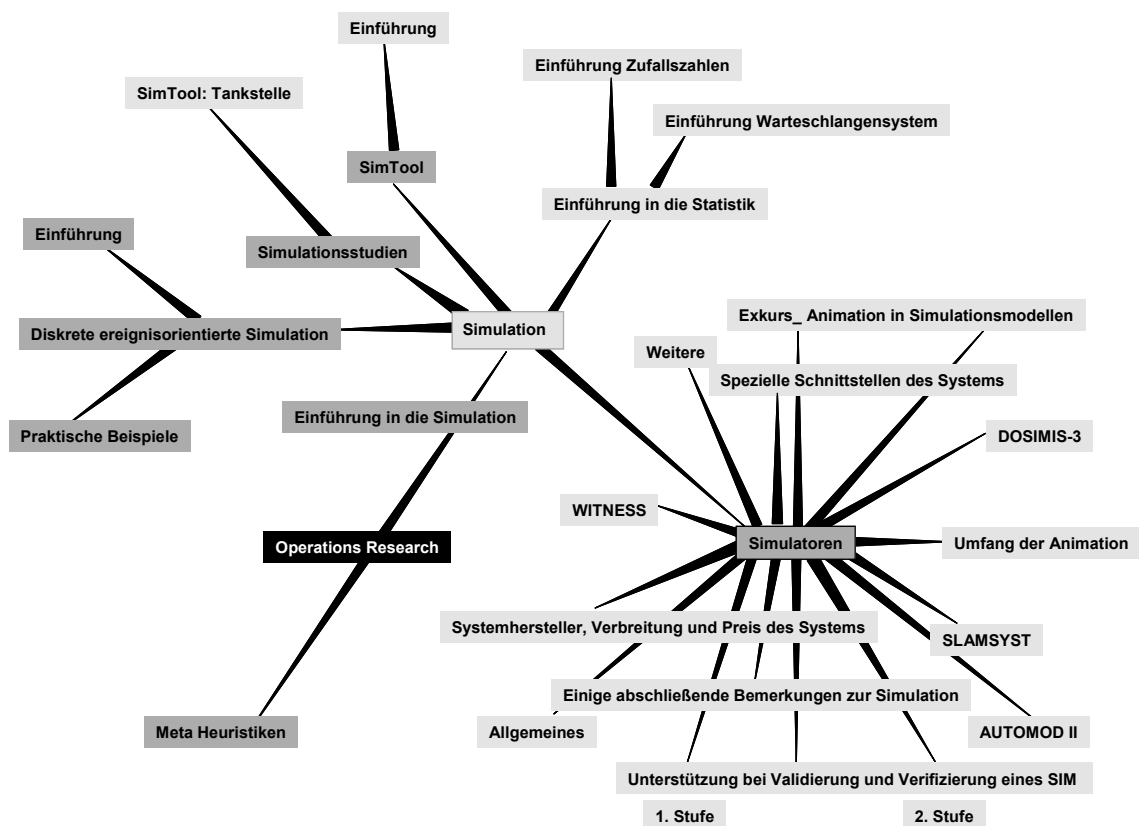 Einführung
Einführung Zufallszahlen
SimTool: Tankstelle
Einführung Warteschlangensystem
SimTool
Einführung in die Statistik
Einführung
Simulationsstudien
Exkurs_ Animation in Simulationsmodellen
Simulation
Diskrete ereignisorientierte Simulation
Weitere
Spezielle Schnittstellen des Systems
Einführung in die Simulation
Praktische Beispiele
DOSIMIS-3
WITNESS
Operations Research
Simulatoren
Umfang der Animation
Systemhersteller, Verbreitung und Preis des Systems
SLAMSYST
Einige abschließende Bemerkungen zur Simulation
Meta Heuristiken
Allgemeines
AUTOMOD II
Unterstützung bei Validierung und Verifizierung eines SIM
1. Stufe
2. Stufe